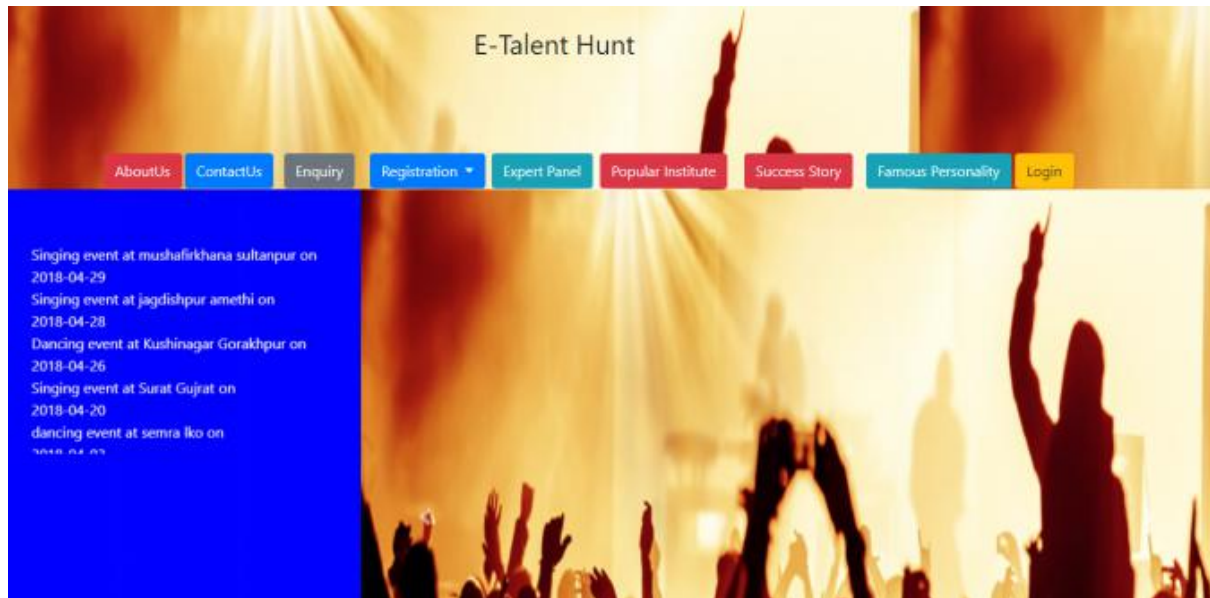 E-Talent Hunt
AboutUs ContactUs Enquiry Registration Expert Panel Popular Institute Success Story Famous Personality Login
Singing event at mushafirkhana sultanpur on
2018-04-29
Singing event at jagdishpur amethi on
2018-04-28
Dancing event at Kushinagar Gorakhpur on
2018-04-26
Singing event at Surat Gujrat on
2018-04-20
dancing event at semra lko on